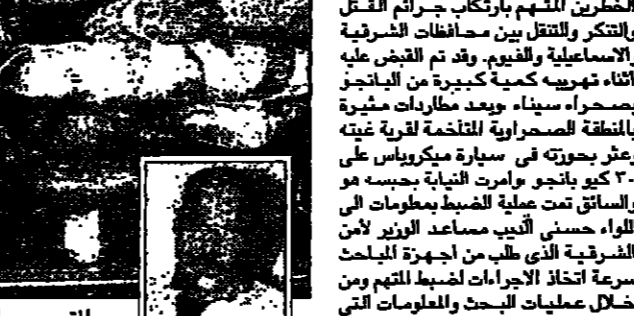 الخطرين المتهم بارتكاب جرائم القتل
والتنكر والتنقل بين محافظات الشرقية
والاسماعيلية والفيوم. وقد تم القبض عليه
أثناء تهريبه كمية كبيرة من البانجو
بصحراء سيناء وبعد مطاردات مثيرة
بالمنطقة الصحراوية المتاخمة لقرية غيته
وعثر بحوزته فى سيارة ميكروباس على
٣٠ كيو بانجو وامرت النيابة بحبسه هو
والسائق تمت عملية الضبط بمعلومات الى
اللواء حسنى الديب مساعد الوزير لأمن
الشرقية الذى طلب من اجهزة المباحث
سرعة اتخاذ الاجراءات لضبط المتهم ومن
خلال عمليات البحث والمعلومات التى